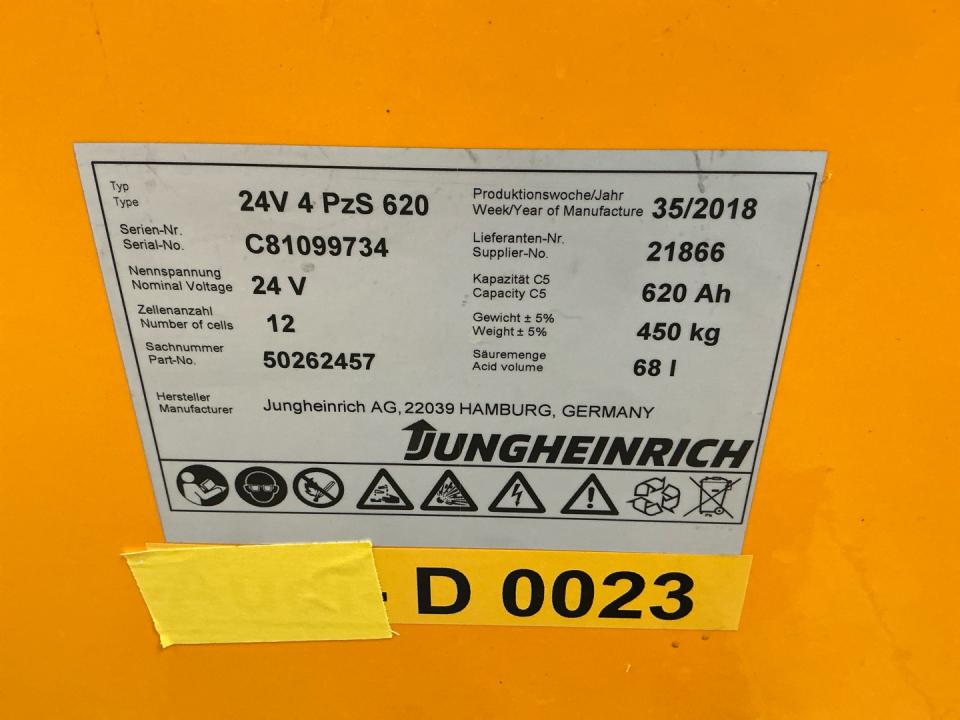 Typ
Type
24V 4 PzS 620
Produktionswoche/Jahr
Week/Year of Manufacture
35/2018
Serien-Nr.
Serial-No.
C81099734
Lieferanten-Nr.
Supplier-No.
21866
Nennspannung
Nominal Voltage
24 V
Kapazität C5
Capacity C5
620 Ah
Zellenanzahl
Number of cells
12
Gewicht ± 5%
Weight ± 5%
450 kg
Sachnummer
Part-No.
50262457
Säuremenge
Acid volume
68 l
Hersteller
Manufacturer
Jungheinrich AG, 22039 HAMBURG, GERMANY
JUNGHEINRICH
D 0023